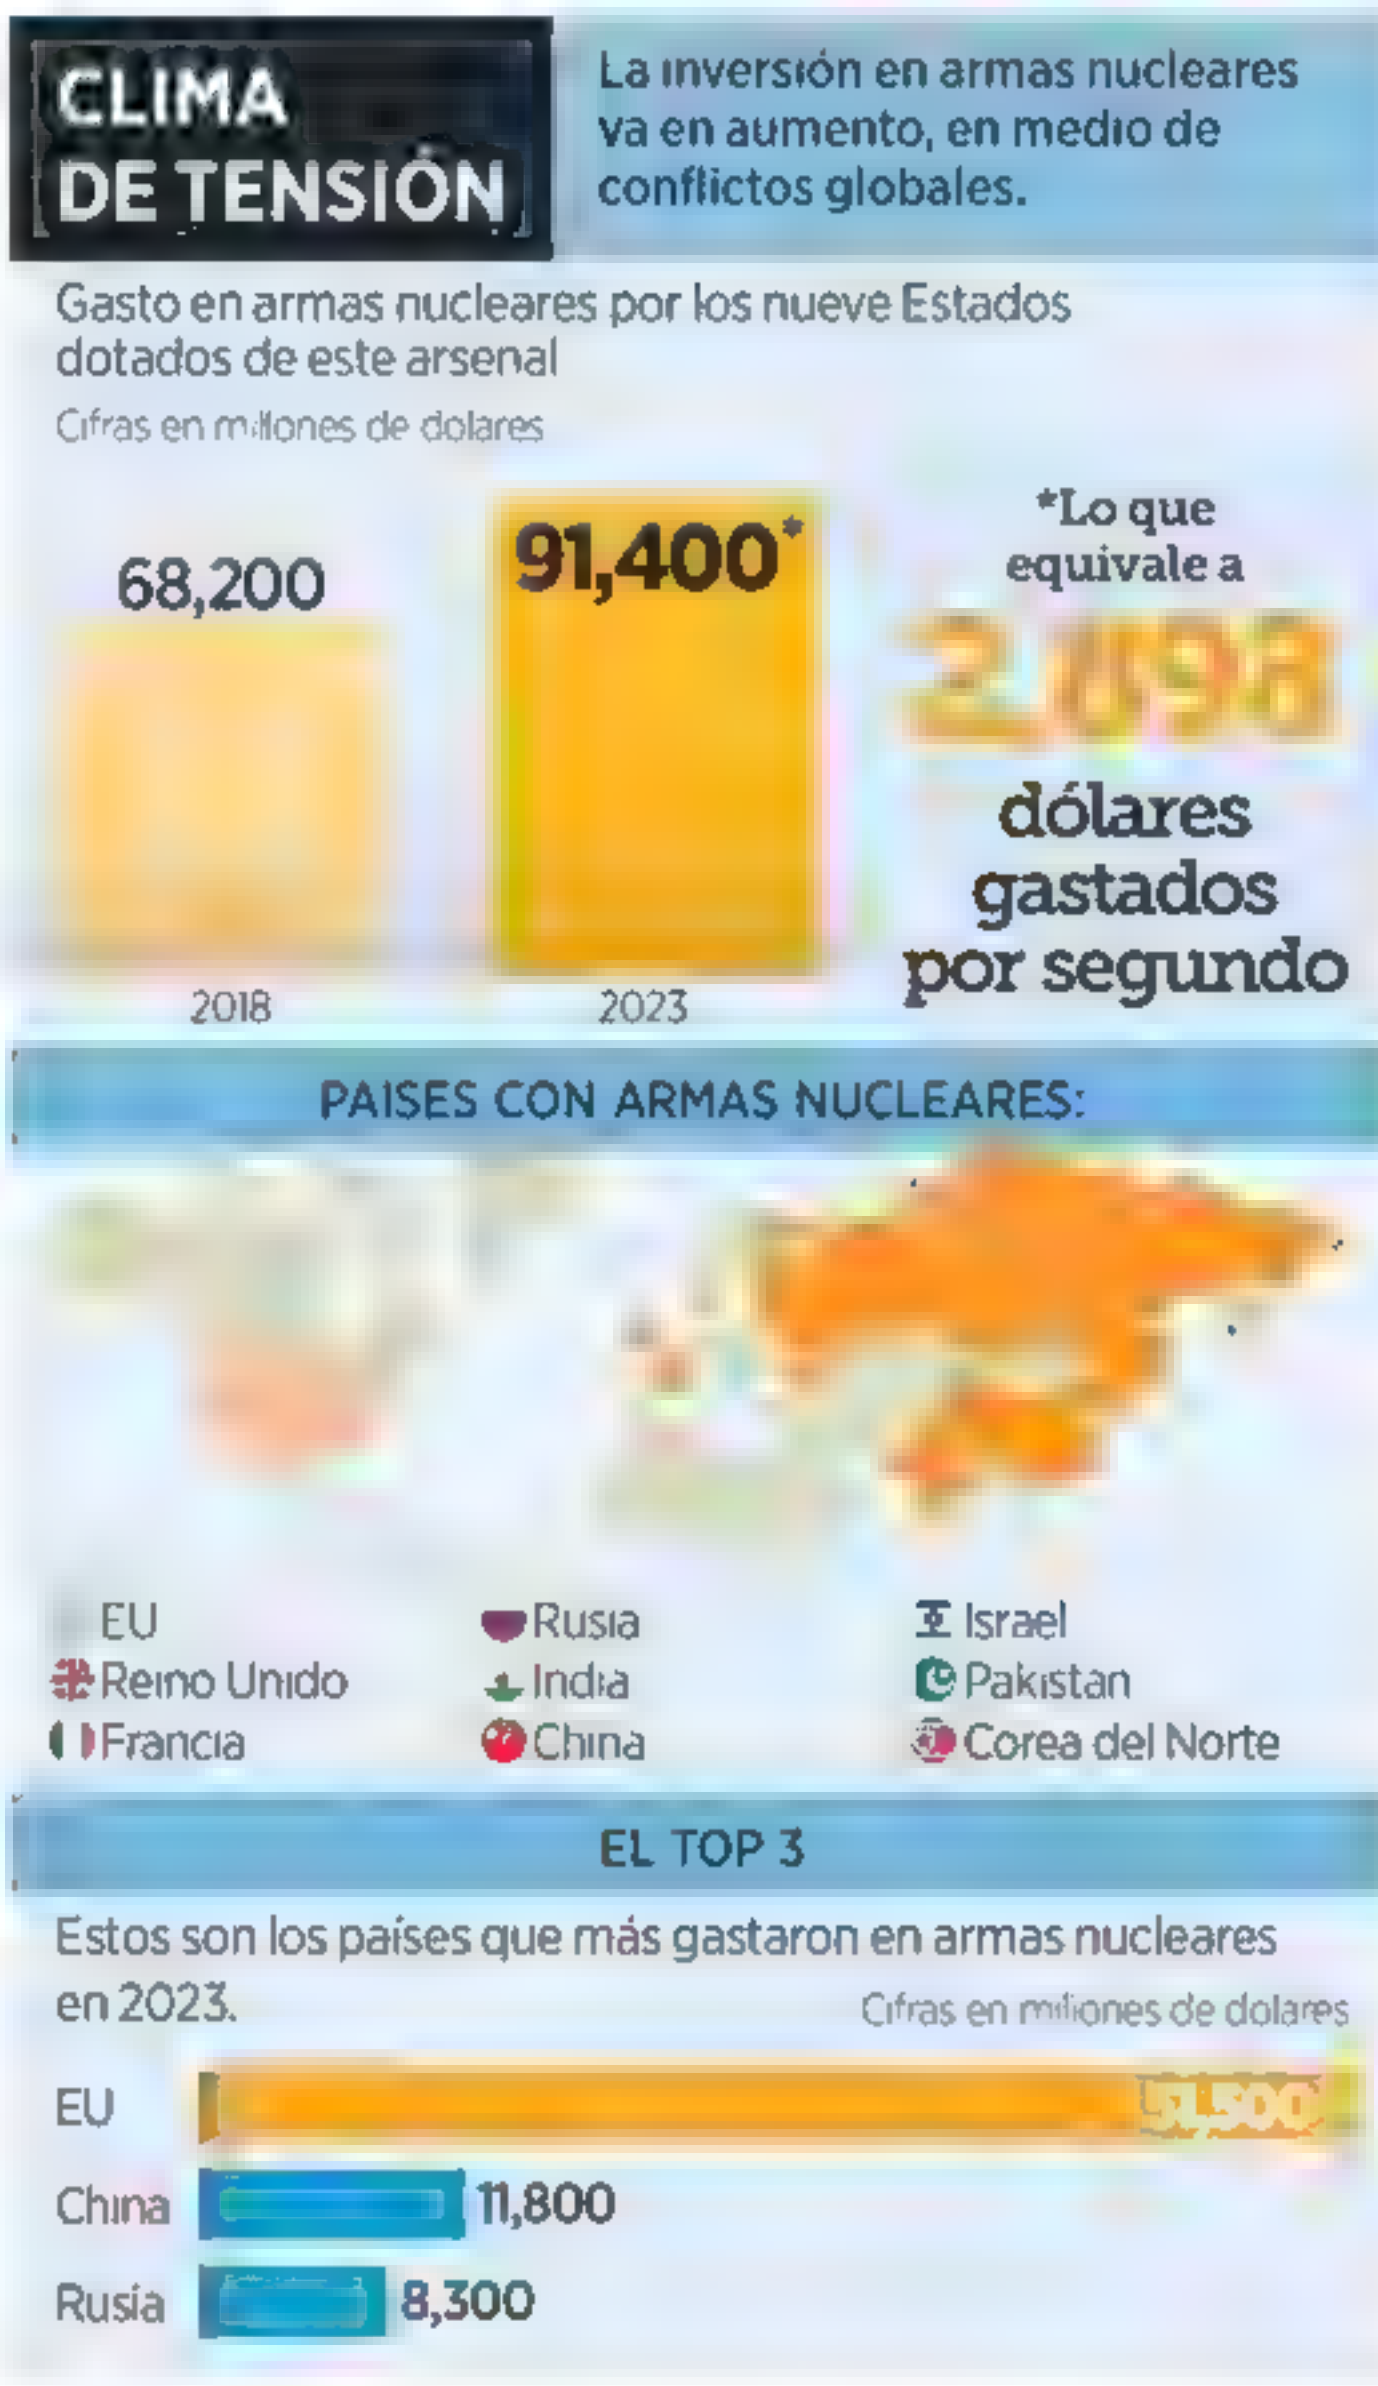 CLIMA
DE TENSIÓN
La inversión en armas nucleares
va en aumento, en medio de
conflictos globales.
Gasto en armas nucleares por los nueve Estados
dotados de este arsenal
Cifras en millones de dolares
68,200
91,400*
2018
2023
*Lo que
equivale a
2,898
dólares
gastados
por segundo
PAISES CON ARMAS NUCLEARES:
EU
Reino Unido
Francia
Rusia
India
China
Israel
Pakistan
Corea del Norte
EL TOP 3
Estos son los países que más gastaron en armas nucleares
en 2023.
Cifras en millones de dolares
EU 51,500
China 11,800
Rusia 8,300